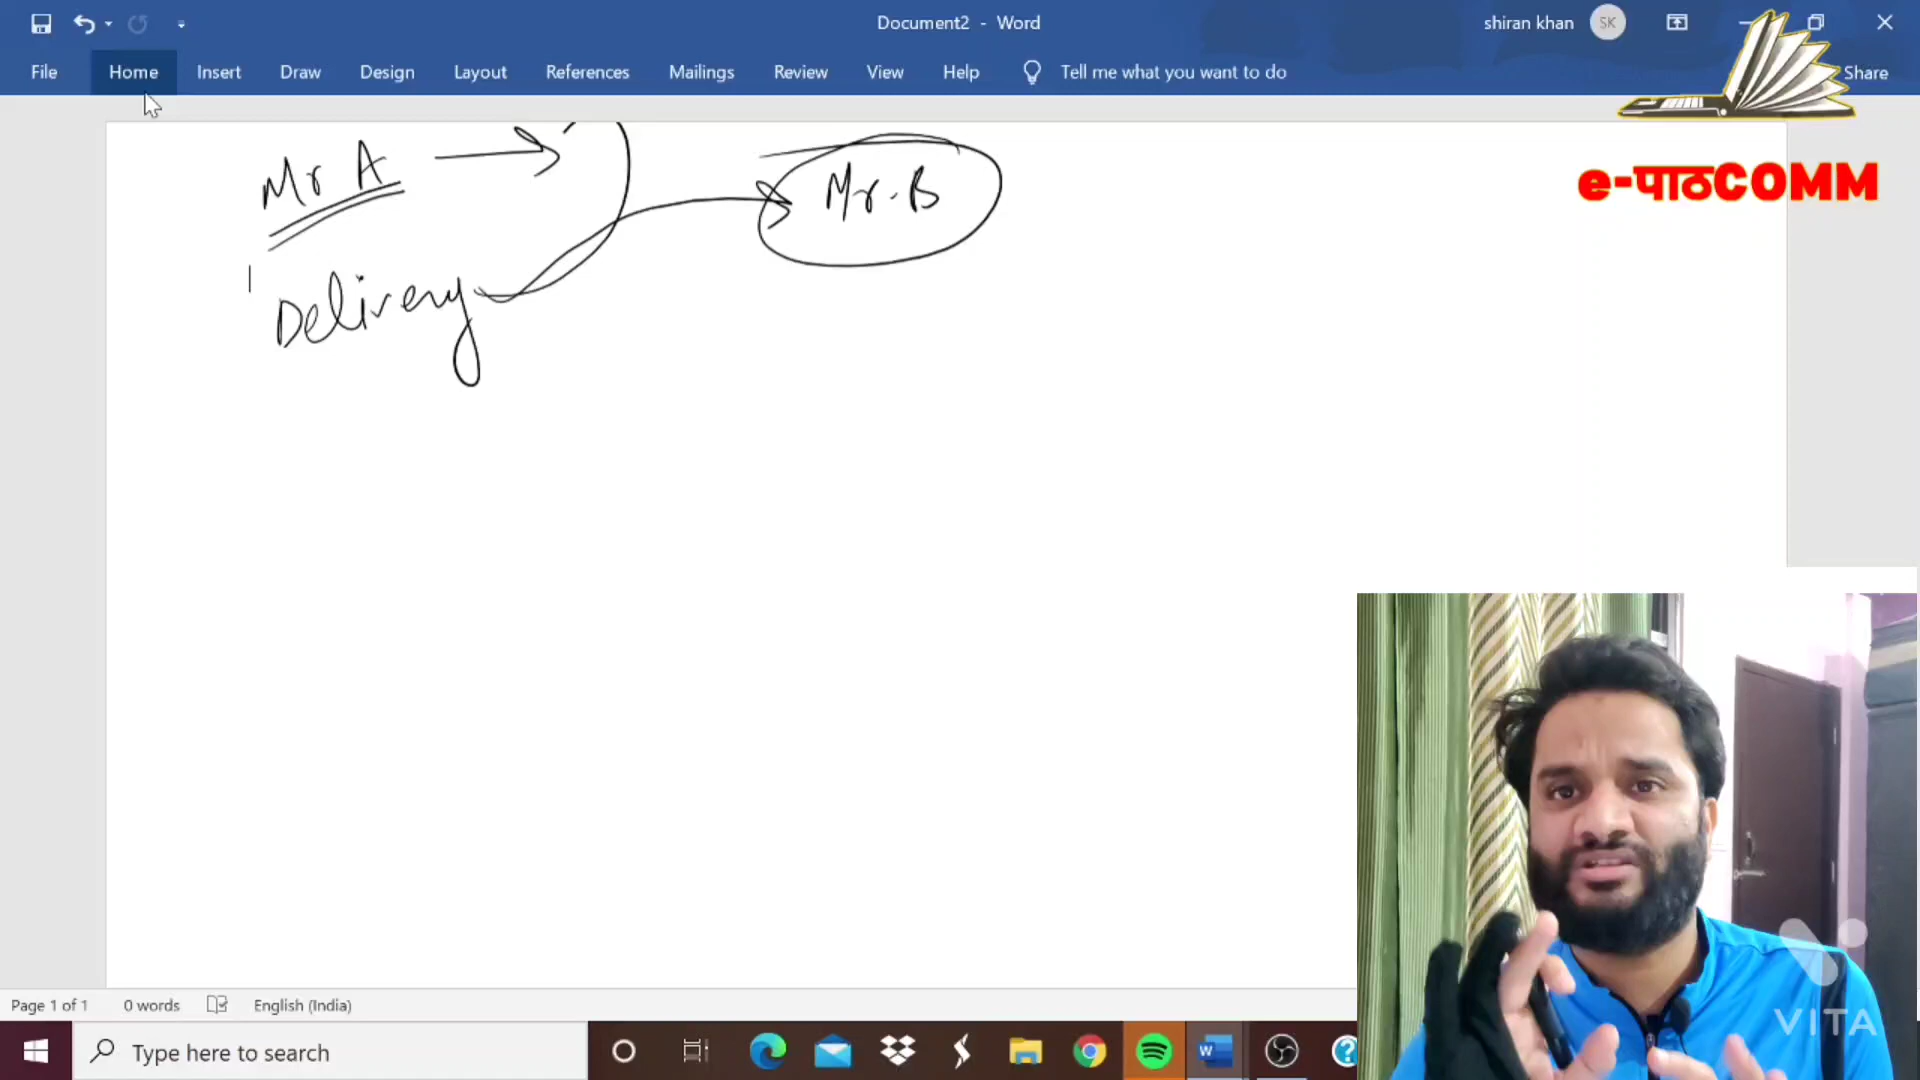 Document2 - Word
shiran khan
SK
File
Home
Insert
Draw
Design
Layout
References
Mailings
Review
View
Help
Tell me what you want to do
Share
e-पाठCOMM
Mr A
Mr. B
Delivery
VITA
Page 1 of 1
0 words
English (India)
Type here to search